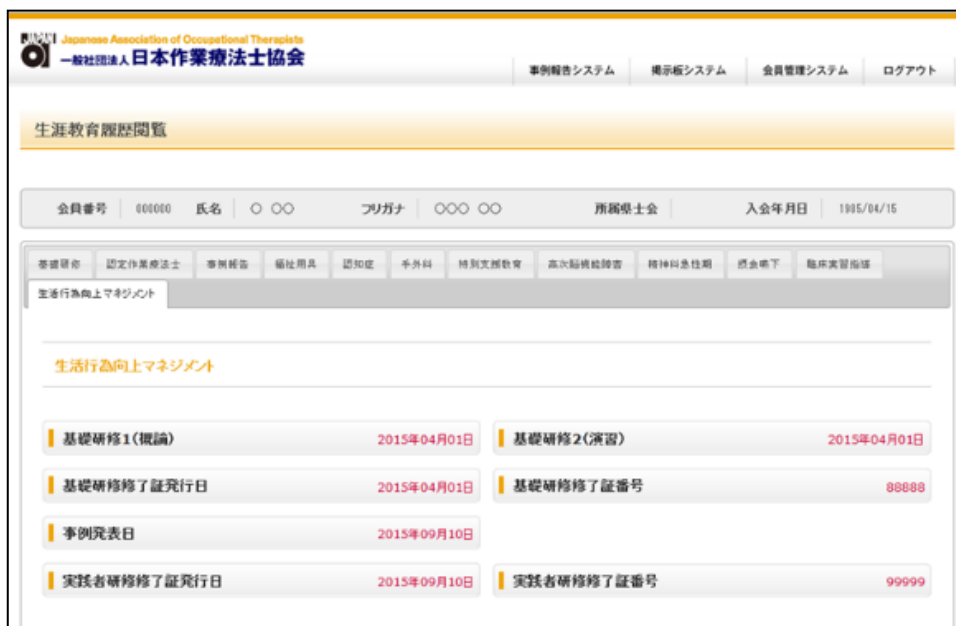 JAPAN Japanese Association of Occupational Therapists
OT 一般社団法人日本作業療法士協会
事例報告システム 掲示板システム 会員管理システム ログアウト
生涯教育履歴閲覧
会員番号 000000 氏名 ○ ○○ フリガナ ○○○ ○○ 所属県士会 入会年月日 1985/04/15
基礎研修 認定作業療法士 事例報告 福祉用具 認知症 手外科 特別支援教育 高次脳機能障害 精神科急性期 摂食嚥下 臨床実習指導
生活行為向上マネジメント
生活行為向上マネジメント
基礎研修1(概論) 2015年04月01日 基礎研修2(演習) 2015年04月01日
基礎研修修了証発行日 2015年04月01日 基礎研修修了証番号 88888
事例発表日 2015年09月10日
実践者研修修了証発行日 2015年09月10日 実践者研修修了証番号 99999